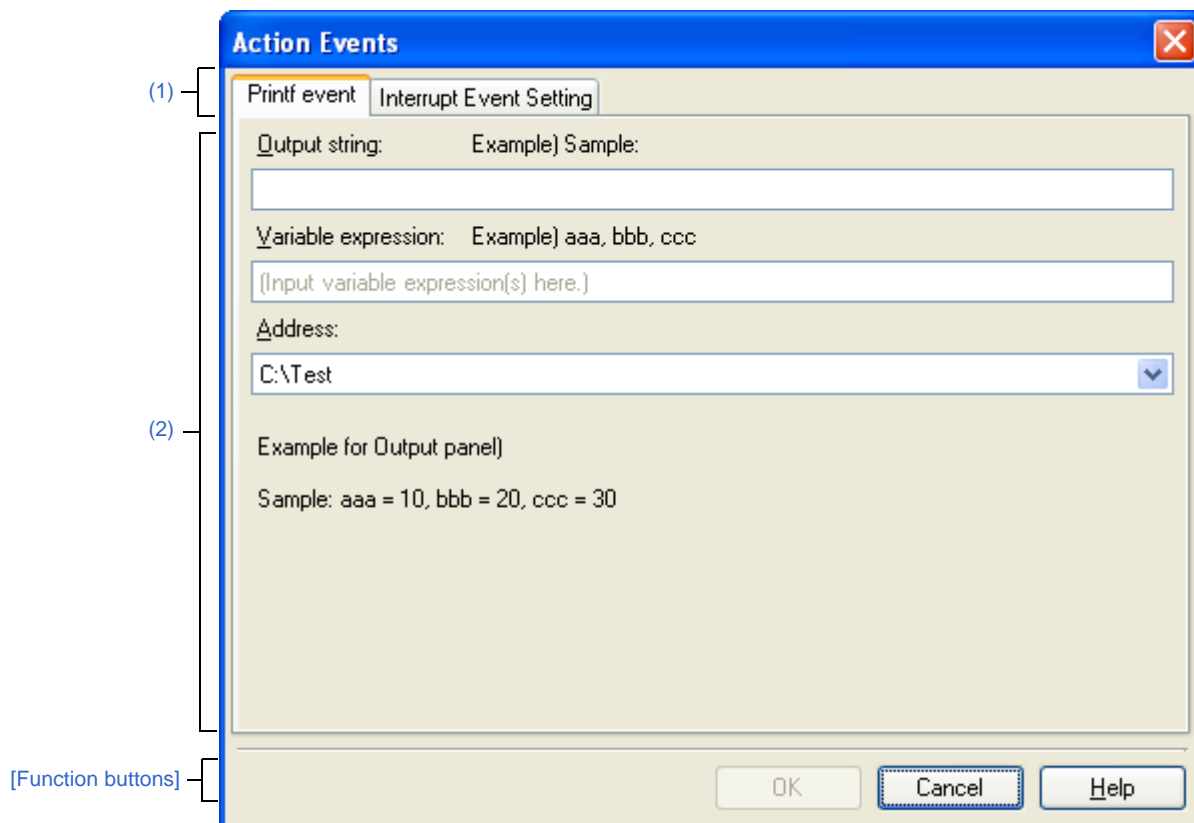 Action Events
(1)
Printf event Interrupt Event Setting
Output string: Example) Sample:
Variable expression: Example) aaa, bbb, ccc
(Input variable expression(s) here.)
Address:
C:\Test
(2)
Example for Output panel)
Sample: aaa = 10, bbb = 20, ccc = 30
[Function buttons]
OK Cancel Help